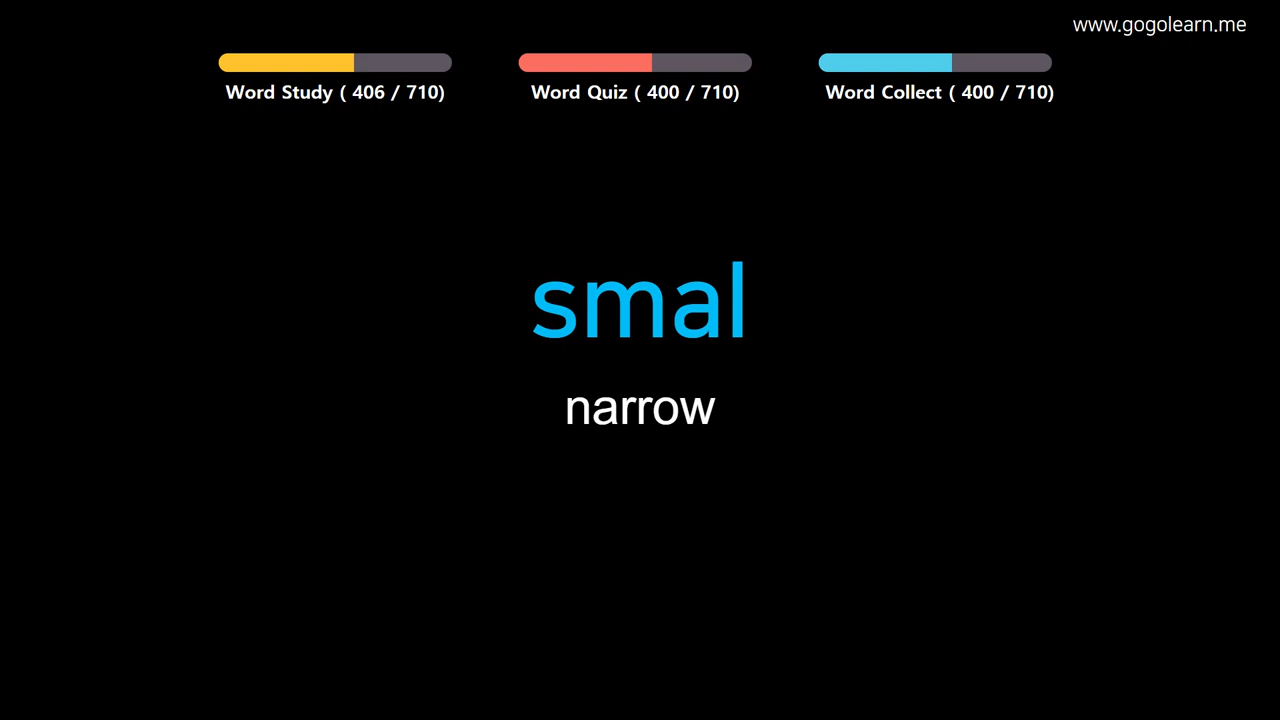 www.gogolearn.me
Word Study ( 406 / 710)
Word Quiz ( 400 / 710)
Word Collect ( 400 / 710)
smal
narrow